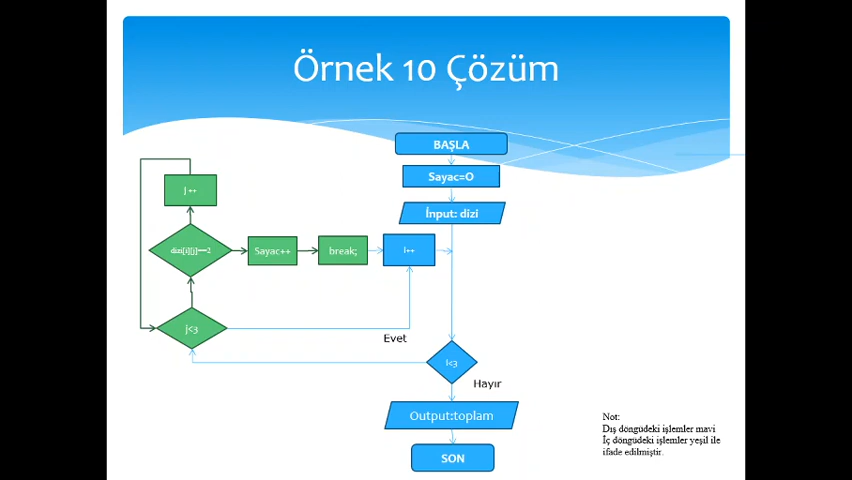 Örnek 10 Çözüm
BAŞLA
Sayac=0
İnput: dizi
J ++
dizi[i][j]==2
Sayac++
break;
i++
j<3
Evet
i<3
Hayır
Output:toplam
SON
Not:
Dış döngüdeki işlemler mavi
İç döngüdeki işlemler yeşil ile
ifade edilmiştir.